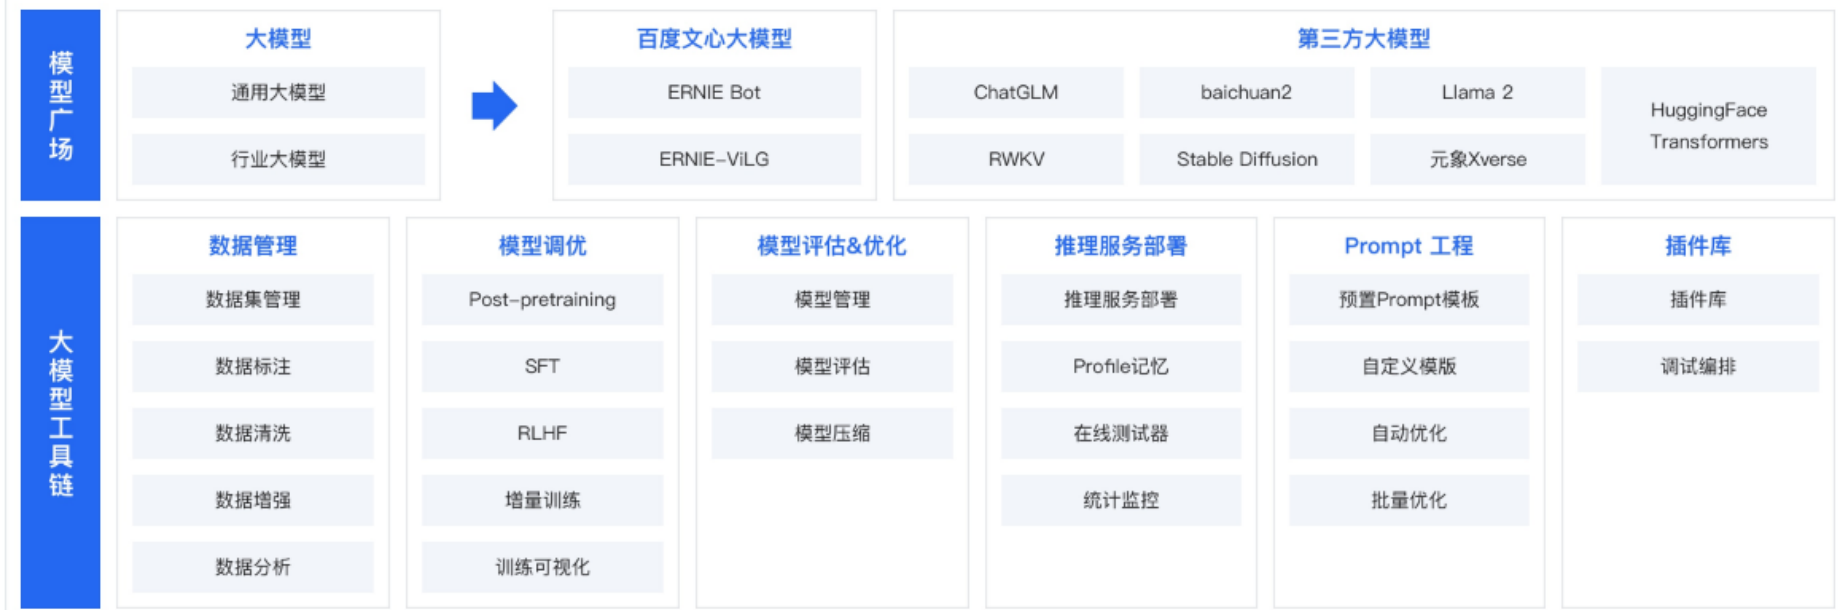 模型广场
大模型
通用大模型
行业大模型
百度文心大模型
ERNIE Bot
ERNIE-ViLG
第三方大模型
ChatGLM
baichuan2
Llama 2
HuggingFace
Transformers
RWKV
Stable Diffusion
元象Xverse
大模型工具链
数据管理
数据集管理
数据标注
数据清洗
数据增强
数据分析
模型调优
Post-pretraining
SFT
RLHF
增量训练
训练可视化
模型评估&优化
模型管理
模型评估
模型压缩
推理服务部署
推理服务部署
Profile记忆
在线测试器
统计监控
Prompt 工程
预置Prompt模板
自定义模版
自动优化
批量优化
插件库
插件库
调试编排